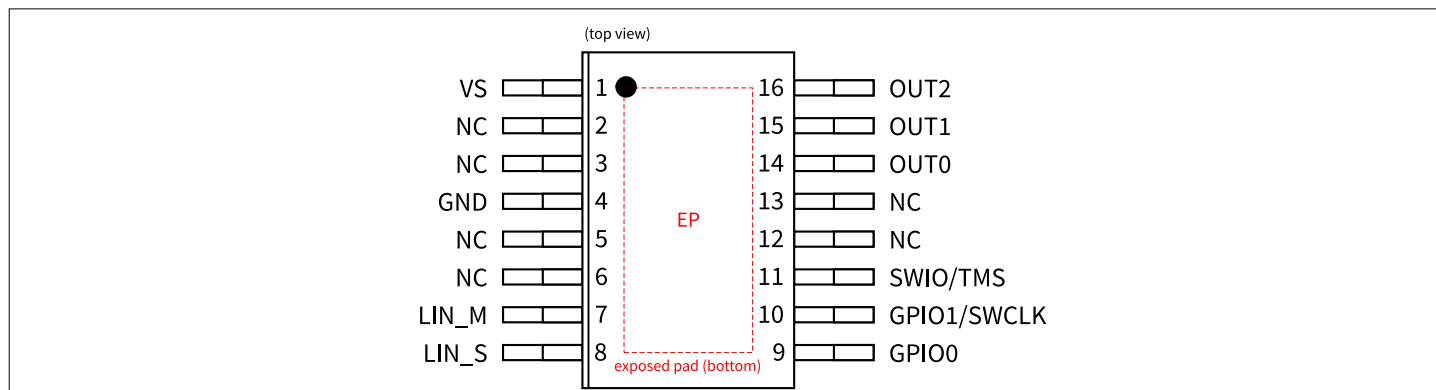 (top view)
VS 1 16 OUT2
NC 2 15 OUT1
NC 3 14 OUT0
GND 4 EP 13 NC
NC 5 12 NC
NC 6 11 SWIO/TMS
LIN_M 7 10 GPIO1/SWCLK
LIN_S 8 9 GPIO0
exposed pad (bottom)